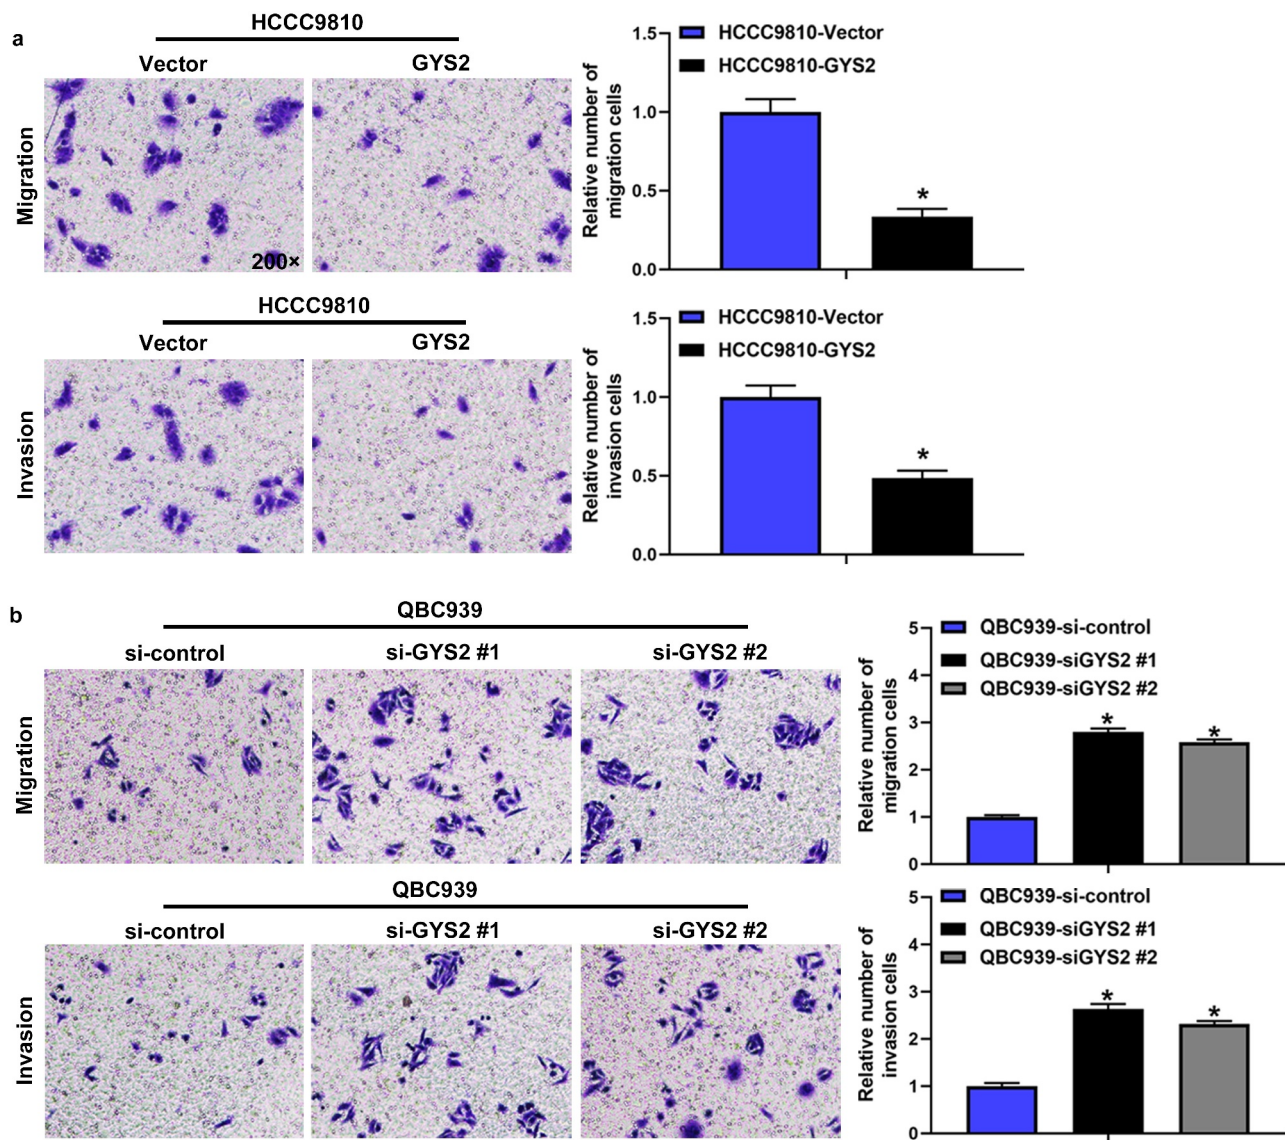 a
HCCC9810
Vector GYS2
Migration
200×
1.5
1.0
0.5
0.0
Relative number of
migration cells
HCCC9810-Vector
HCCC9810-GYS2
*
HCCC9810
Vector GYS2
Invasion
1.5
1.0
0.5
0.0
Relative number of
invasion cells
HCCC9810-Vector
HCCC9810-GYS2
*
b
QBC939
si-control si-GYS2 #1 si-GYS2 #2
Migration
5
4
3
2
1
0
Relative number of
migration cells
QBC939-si-control
QBC939-siGYS2 #1
QBC939-siGYS2 #2
* *
QBC939
si-control si-GYS2 #1 si-GYS2 #2
Invasion
5
4
3
2
1
0
Relative number of
invasion cells
QBC939-si-control
QBC939-siGYS2 #1
QBC939-siGYS2 #2
* *